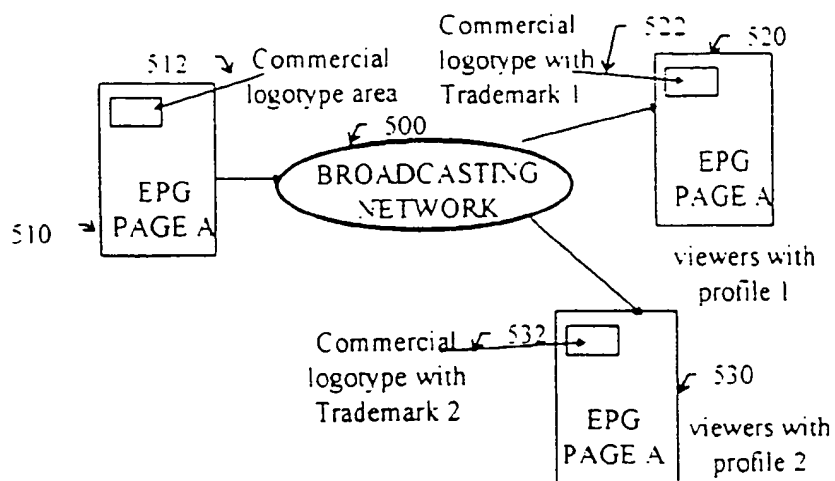 512
Commercial
logotype area
EPG
PAGE A
510
500
BROADCASTING
NETWORK
Commercial
logotype with
Trademark 1
522
520
EPG
PAGE A
viewers with
profile 1
Commercial
logotype with
Trademark 2
532
530
EPG
PAGE A
viewers with
profile 2